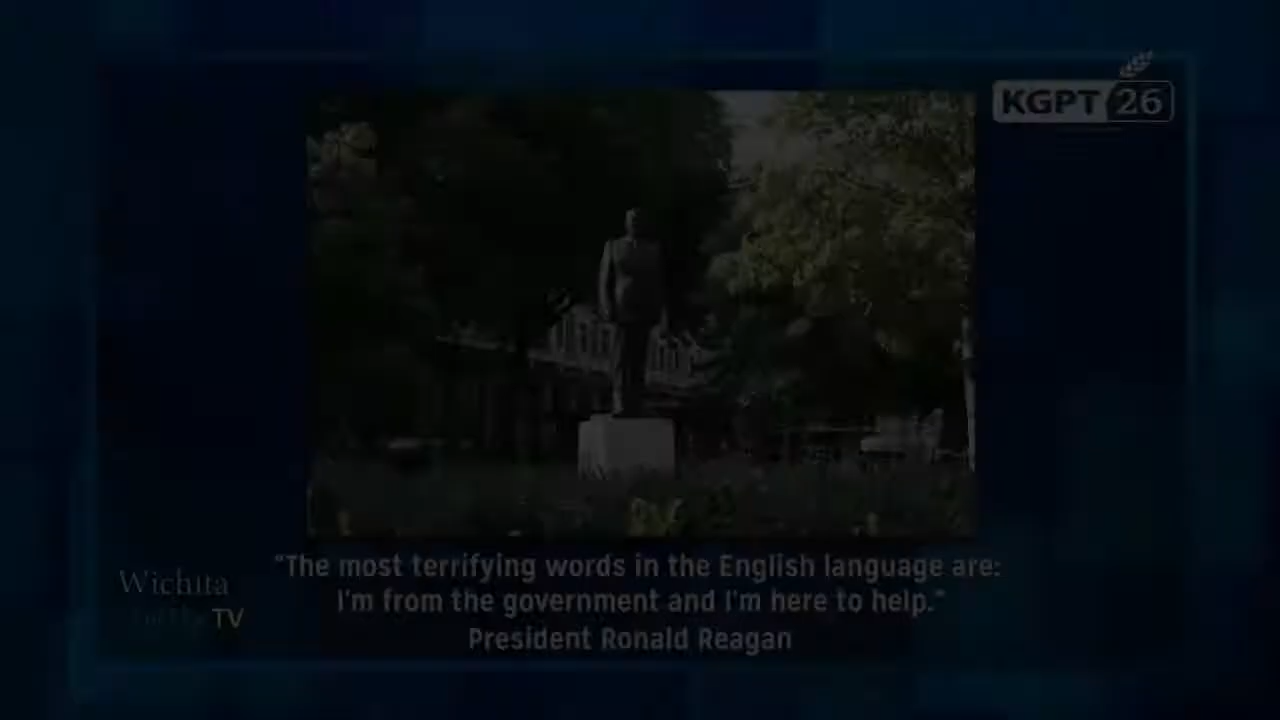 KGPT 26
"The most terrifying words in the English language are:
I'm from the government and I'm here to help."
President Ronald Reagan
Wichita
TV